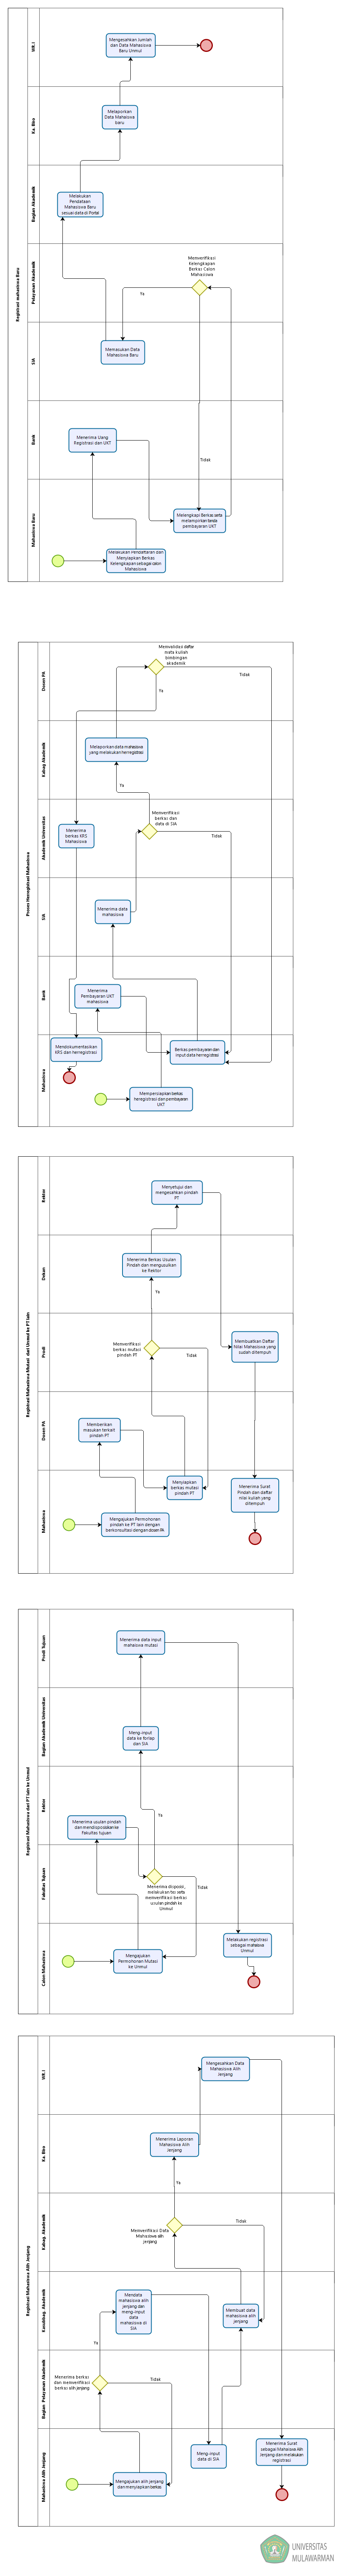 Registrasi mahasiswa Baru
WR.I
Mengesahkan Jumlah
dan Data Mahasiswa
Baru Unmul
Ka. Biro
Melaporkan
Data Mahasiswa
baru
Bagian Akademik
Melakukan
Pendataan
Mahasiswa Baru
sesuai data di Portal
Pelayanan Akademik
Memverifikasi
Kelengkapan
Berkas Calon
Mahasiswa
Ya
Tidak
SIA
Memasukan Data
Mahasiswa Baru
Bank
Menerima Uang
Registrasi dan UKT
Mahasiswa Baru
Melengkapi Berkas serta
melampirkan tanda
pembayaran UKT
Melakukan Pendaftaran dan
Menyiapkan Berkas
Kelengkapan sebagai calon
Mahasiswa
Proses Herregistrasi Mahasiswa
Dosen PA
Memvalidasi daftar
mata kuliah
bimbingan
akademik
Tidak
Ya
Kabag Akademik
Melaporkan data mahasiswa
yang melakukan herregistrasi
Ya
Akademik Universitas
Memverifikasi
berkas dan
data di SIA
Tidak
Menerima
berkas KRS
Mahasiswa
SIA
Menerima data
mahasiswa
Bank
Menerima
Pembayaran UKT
mahasiswa
Mahasiswa
Mendokumentasikan
KRS dan herregistrasi
Berkas pembayaran dan
input data herregistrasi
Mempersiapkan berkas
heregistrasi dan pembayaran
UKT
Registrasi Mahasiswa Mutasi dari Unmul ke PT lain
Rektor
Menyetujui dan
mengesahkan pindah
PT
Dekan
Menerima Berkas Usulan
Pindah dan mengusulkan
ke Rektor
Ya
Prodi
Memverifikasi
berkas mutasi
pindah PT
Tidak
Membuatkan Daftar
Nilai Mahasiswa yang
sudah ditempuh
Dosen PA
Memberikan
masukan terkait
pindah PT
Menyiapkan
berkas mutasi
pindah PT
Mahasiswa
Mengajukan Permohonan
pindah ke PT lain dengan
berkonsultasi dengan dosen PA
Menerima Surat
Pindah dan daftar
nilai kuliah yang
ditempuh
Registrasi Mahasiswa dari PT lain ke Unmul
Prodi Tujuan
Menerima data input
mahasiswa mutasi
Bagian Akademik Universitas
Meng-input
data ke forlap
dan SIA
Rektor
Menerima usulan pindah
dan mendisposisikan ke
Fakultas tujuan
Ya
Fakultas Tujuan
Tidak
verifikasi berkas
usulan pindah ke
Unmul
Calon Mahasiswa
Mengajukan
Permohonan Mutasi
ke Unmul
Melakukan registrasi
sebagai mahasiwa
Unmul
Registrasi Mahasiswa Alih Jenjang
WR.I
Mengesahkan Data
Mahasiswa Alih
Jenjang
Ka. Biro
Menerima Laporan
Mahasiswa Alih
Jenjang
Ya
Kabag. Akademik
Memverifikasi Data
Mahasiswa alih
jenjang
Tidak
Kasubbag. Akademik
Mendata
mahasiswa alih
jenjang dan
meng-input
data
mahasiswa di
SIA
Membuat data
mahasiswa alih
jenjang
Ya
Bagian Pelayanan Akademik
Menerima berkas
dan memverifikasi
berkas alih jenjang
Tidak
Meng-input
data di SIA
Mahasiswa Alih Jenjang
Mengajukan alih jenjang
dan menyiapkan berkas
Menerima Surat
sebagai Mahasiswa Alih
Jenjang dan melakukan
registrasi
UNIVERSITAS
MULAWARMAN